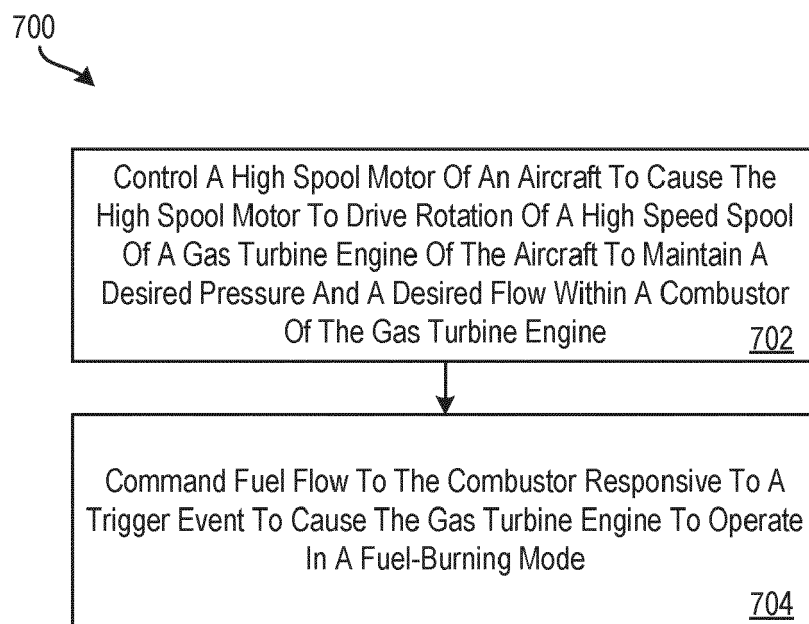 700
Control A High Spool Motor Of An Aircraft To Cause The
High Spool Motor To Drive Rotation Of A High Speed Spool
Of A Gas Turbine Engine Of The Aircraft To Maintain A
Desired Pressure And A Desired Flow Within A Combustor
Of The Gas Turbine Engine
702
Command Fuel Flow To The Combustor Responsive To A
Trigger Event To Cause The Gas Turbine Engine To Operate
In A Fuel-Burning Mode
704